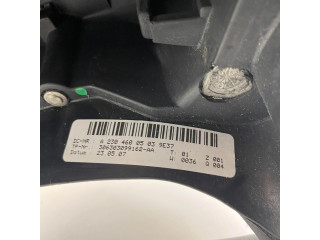 SC-NR. A 230 460 05 03 9E37
TP-Nr 306303099162-AA T: 01 Z 001
Datum 23.05.07 W: 0036 G 004